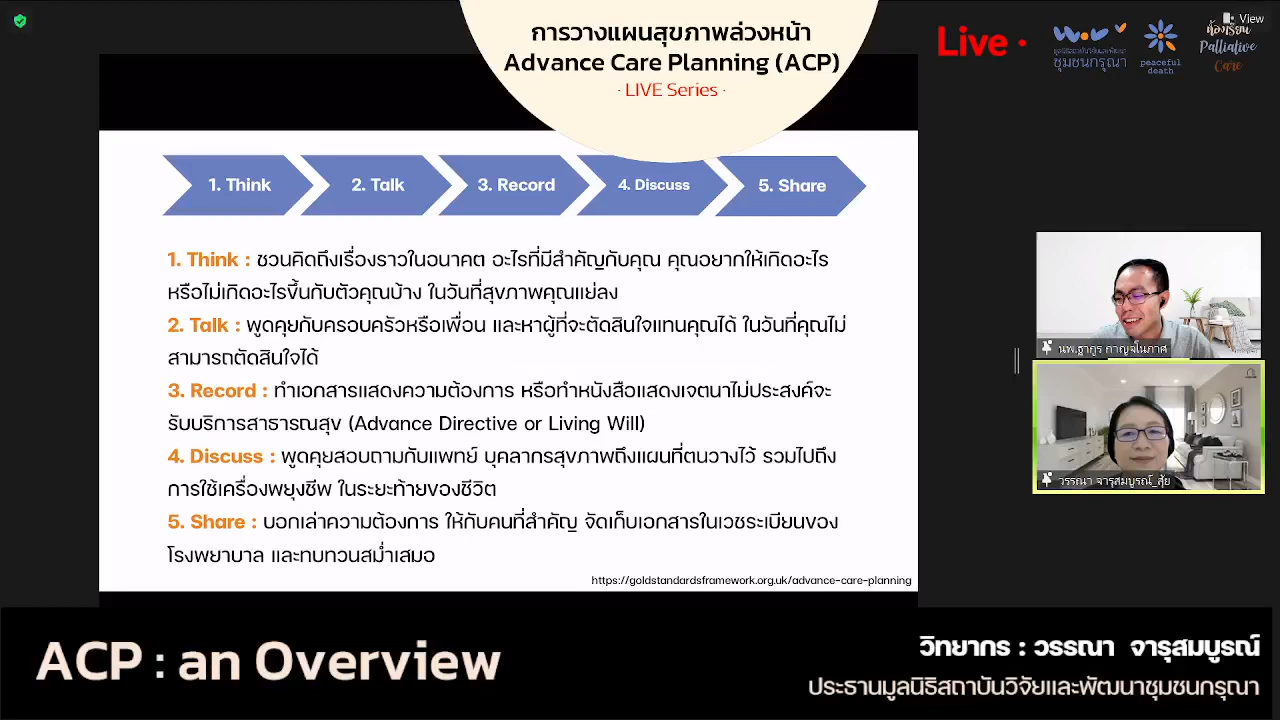 การวางแผนสุขภาพล่วงหน้า
Advance Care Planning (ACP)
· LIVE Series ·
Live ·
View
ชุมชนกรุณา
peaceful
death
ห้องเรียน
Palliative
Care
1. Think
2. Talk
3. Record
4. Discuss
5. Share
1. Think : ชวนคิดถึงเรื่องราวในอนาคต อะไรที่มีสำคัญกับคุณ คุณอยากให้เกิดอะไร
หรือไม่เกิดอะไรขึ้นกับตัวคุณบ้าง ในวันที่สุขภาพคุณแย่ลง
2. Talk : พูดคุยกับครอบครัวหรือเพื่อน และหาผู้ที่จะตัดสินใจแทนคุณได้ ในวันที่คุณไม่
สามารถตัดสินใจได้
3. Record : ทำเอกสารแสดงความต้องการ หรือทำหนังสือแสดงเจตนาไม่ประสงค์จะ
รับบริการสาธารณสุข (Advance Directive or Living Will)
4. Discuss : พูดคุยสอบถามกับแพทย์ บุคลากรสุขภาพถึงแผนที่ตนวางไว้ รวมไปถึง
การใช้เครื่องพยุงชีพ ในระยะท้ายของชีวิต
5. Share : บอกเล่าความต้องการ ให้กับคนที่สำคัญ จัดเก็บเอกสารในเวชระเบียนของ
โรงพยาบาล และทบทวนสม่ำเสมอ
https://goldstandardsframework.org.uk/advance-care-planning
นพ.ฐากูร กาญจโนภาศ
วรรณา จารุสมบูรณ์_สุ้ย
ACP : an Overview
วิทยากร : วรรณา จารุสมบูรณ์
ประธานมูลนิธิสถาบันวิจัยและพัฒนาชุมชนกรุณา